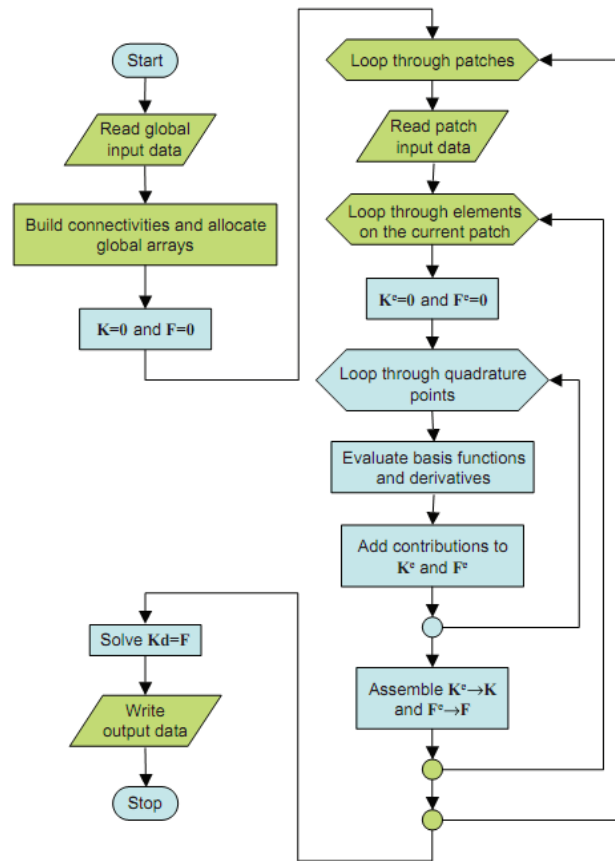 Start
Read global
input data
Build connectivities and allocate
global arrays
K=0 and F=0
Loop through patches
Read patch
input data
Loop through elements
on the current patch
Kᵉ=0 and Fᵉ=0
Loop through quadrature
points
Evaluate basis functions
and derivatives
Add contributions to
Kᵉ and Fᵉ
Assemble Kᵉ→K
and Fᵉ→F
Solve Kd=F
Write
output data
Stop